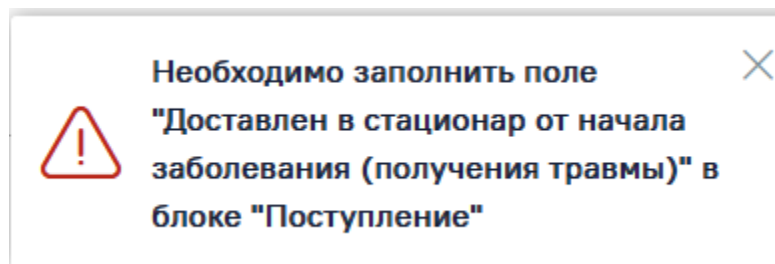 Необходимо заполнить поле
"Доставлен в стационар от начала
заболевания (получения травмы)" в
блоке "Поступление"